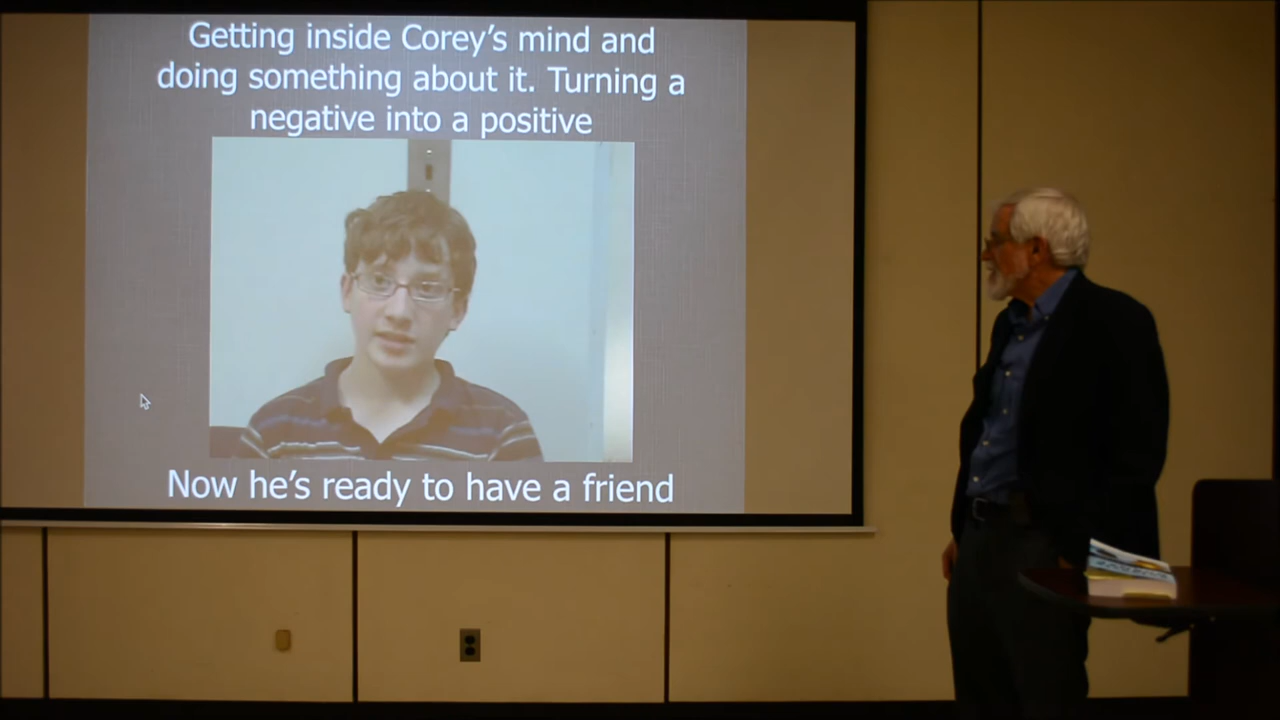 Getting inside Corey's mind and
doing something about it. Turning a
negative into a positive
Now he's ready to have a friend